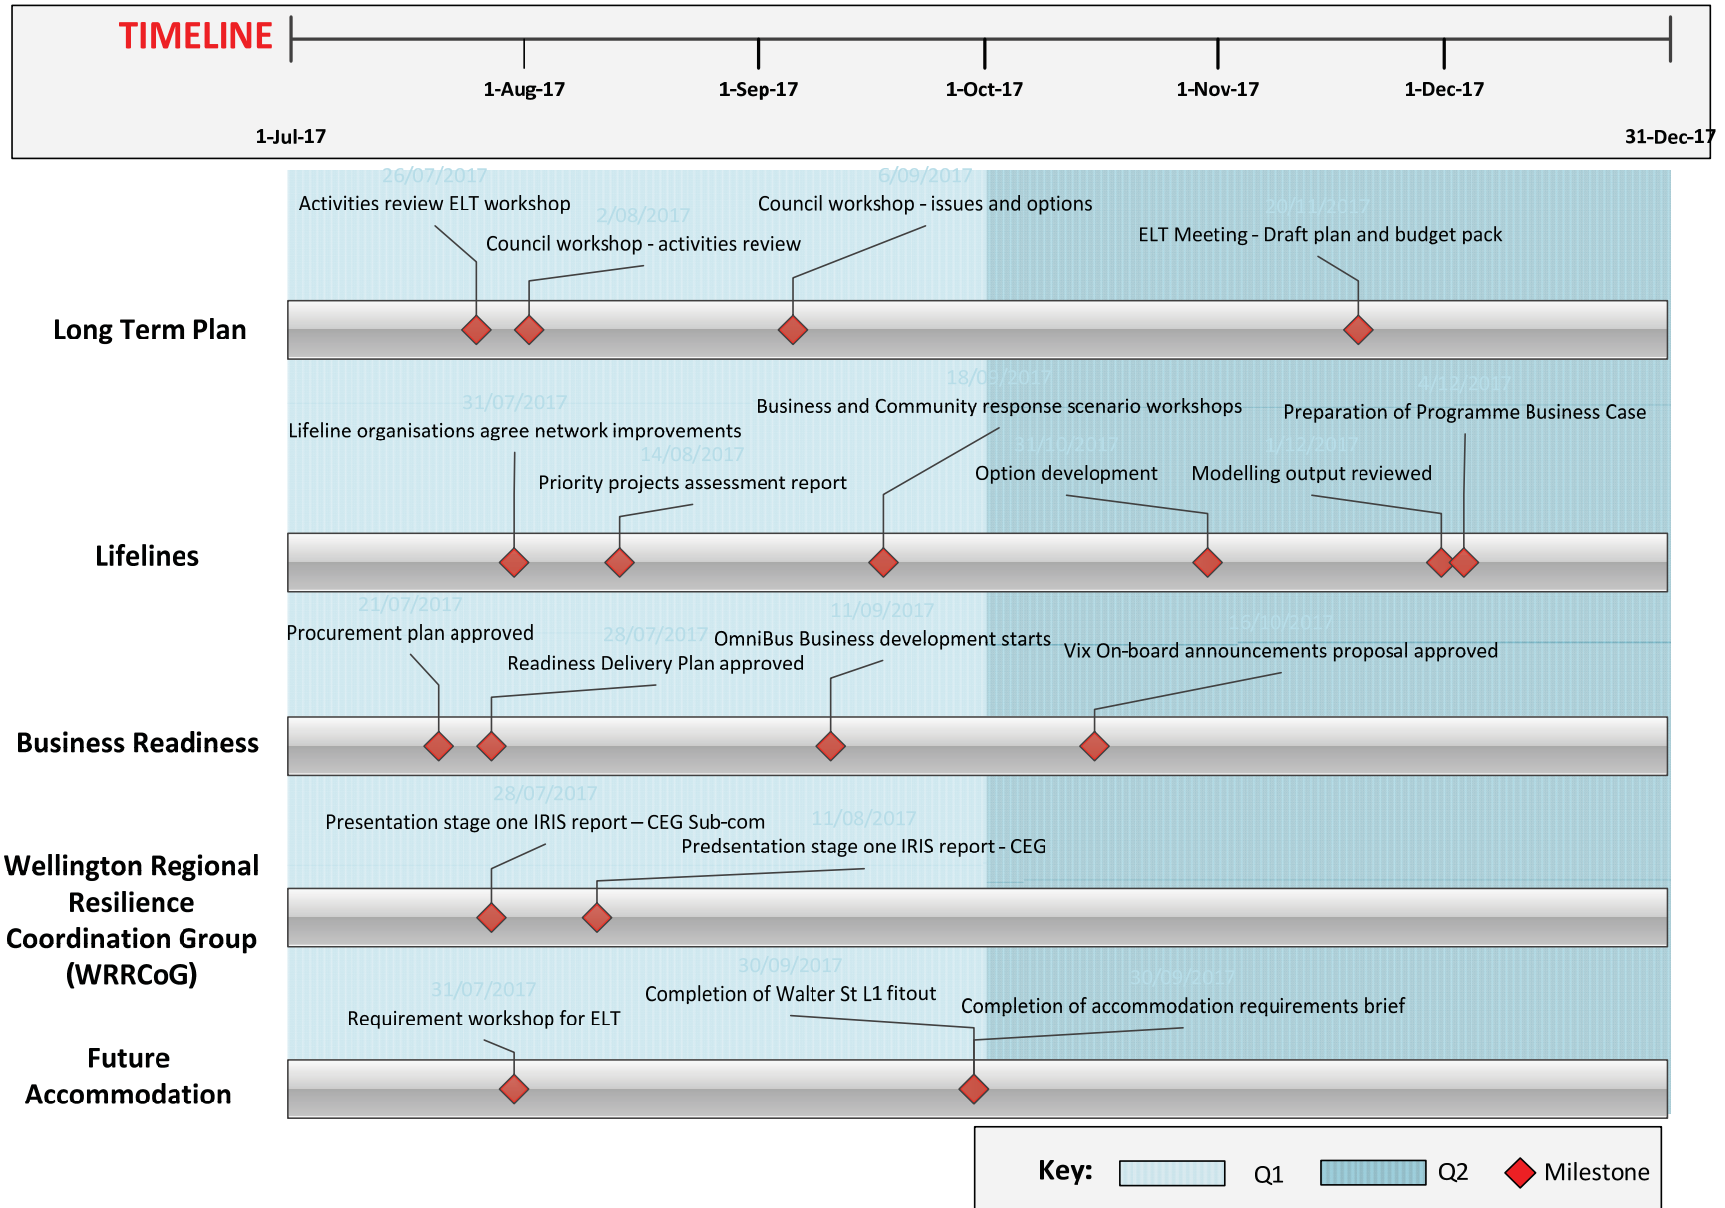 TIMELINE
1-Aug-17
1-Sep-17
1-Oct-17
1-Nov-17
1-Dec-17
1-Jul-17
31-Dec-17
26/07/2017
Activities review ELT workshop
2/08/2017
Council workshop - activities review
6/09/2017
Council workshop - issues and options
20/11/2017
ELT Meeting - Draft plan and budget pack
Long Term Plan
31/07/2017
Lifeline organisations agree network improvements
14/08/2017
Priority projects assessment report
18/09/2017
Business and Community response scenario workshops
31/10/2017
Option development
1/12/2017
Modelling output reviewed
4/12/2017
Preparation of Programme Business Case
Lifelines
21/07/2017
Procurement plan approved
28/07/2017
Readiness Delivery Plan approved
11/09/2017
OmniBus Business development starts
16/10/2017
Vix On-board announcements proposal approved
Business Readiness
28/07/2017
Presentation stage one IRIS report – CEG Sub-com
11/08/2017
Predsentation stage one IRIS report - CEG
Wellington Regional
Resilience
Coordination Group
(WRRCoG)
31/07/2017
Requirement workshop for ELT
30/09/2017
Completion of Walter St L1 fitout
30/09/2017
Completion of accommodation requirements brief
Future
Accommodation
Key:
Q1
Q2
Milestone